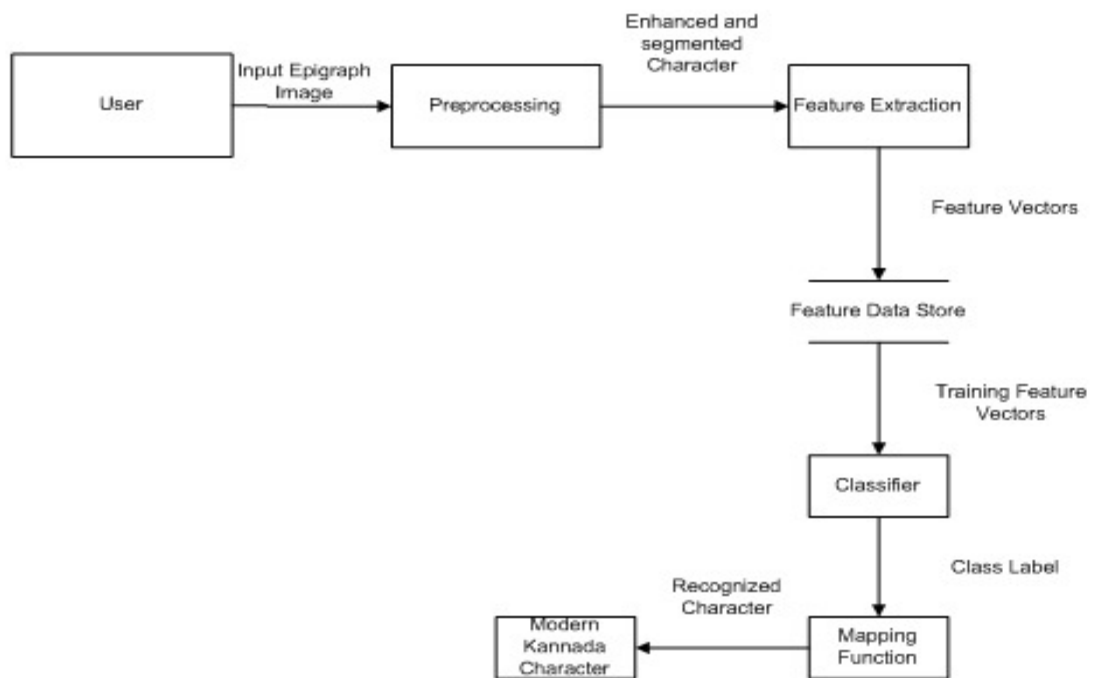 Enhanced and
segmented
Character
Input Epigraph
Image
User
Preprocessing
Feature Extraction
Feature Vectors
Feature Data Store
Training Feature
Vectors
Classifier
Class Label
Recognized
Character
Modern
Kannada
Character
Mapping
Function